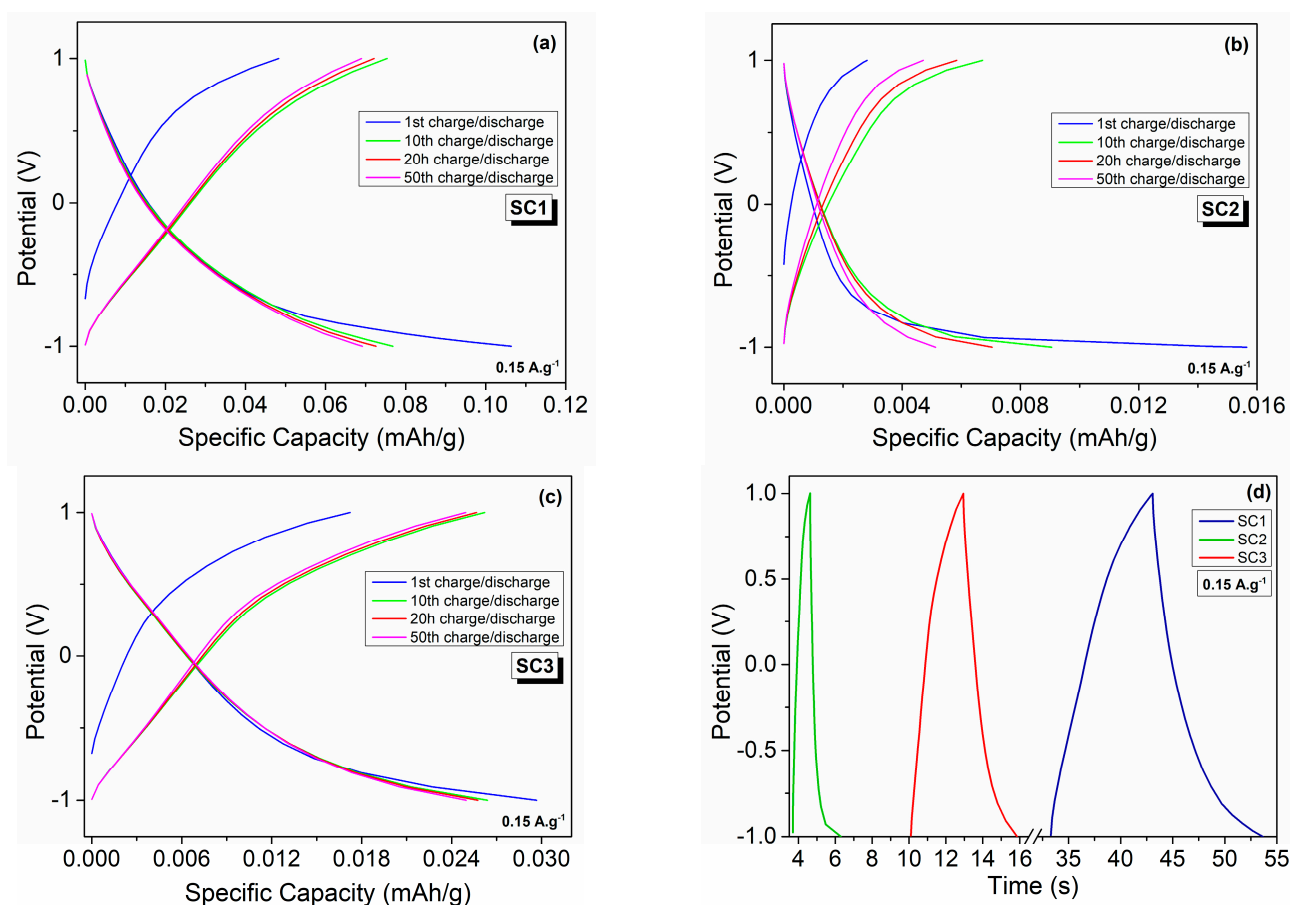 (a)
1
0
-1
Potential (V)
1st charge/discharge
10th charge/discharge
20h charge/discharge
50th charge/discharge
SC1
0.15 A.g-1
0.00 0.02 0.04 0.06 0.08 0.10 0.12
Specific Capacity (mAh/g)
(b)
1
0
-1
Potential (V)
1st charge/discharge
10th charge/discharge
20h charge/discharge
50th charge/discharge
SC2
0.15 A.g-1
0.000 0.004 0.008 0.012 0.016
Specific Capacity (mAh/g)
(c)
1
0
-1
Potential (V)
1st charge/discharge
10th charge/discharge
20h charge/discharge
50th charge/discharge
SC3
0.15 A.g-1
0.000 0.006 0.012 0.018 0.024 0.030
Specific Capacity (mAh/g)
(d)
1.0
0.5
0.0
-0.5
-1.0
Potential (V)
SC1
SC2
SC3
0.15 A.g-1
4 6 8 10 12 14 16 35 40 45 50 55
Time (s)